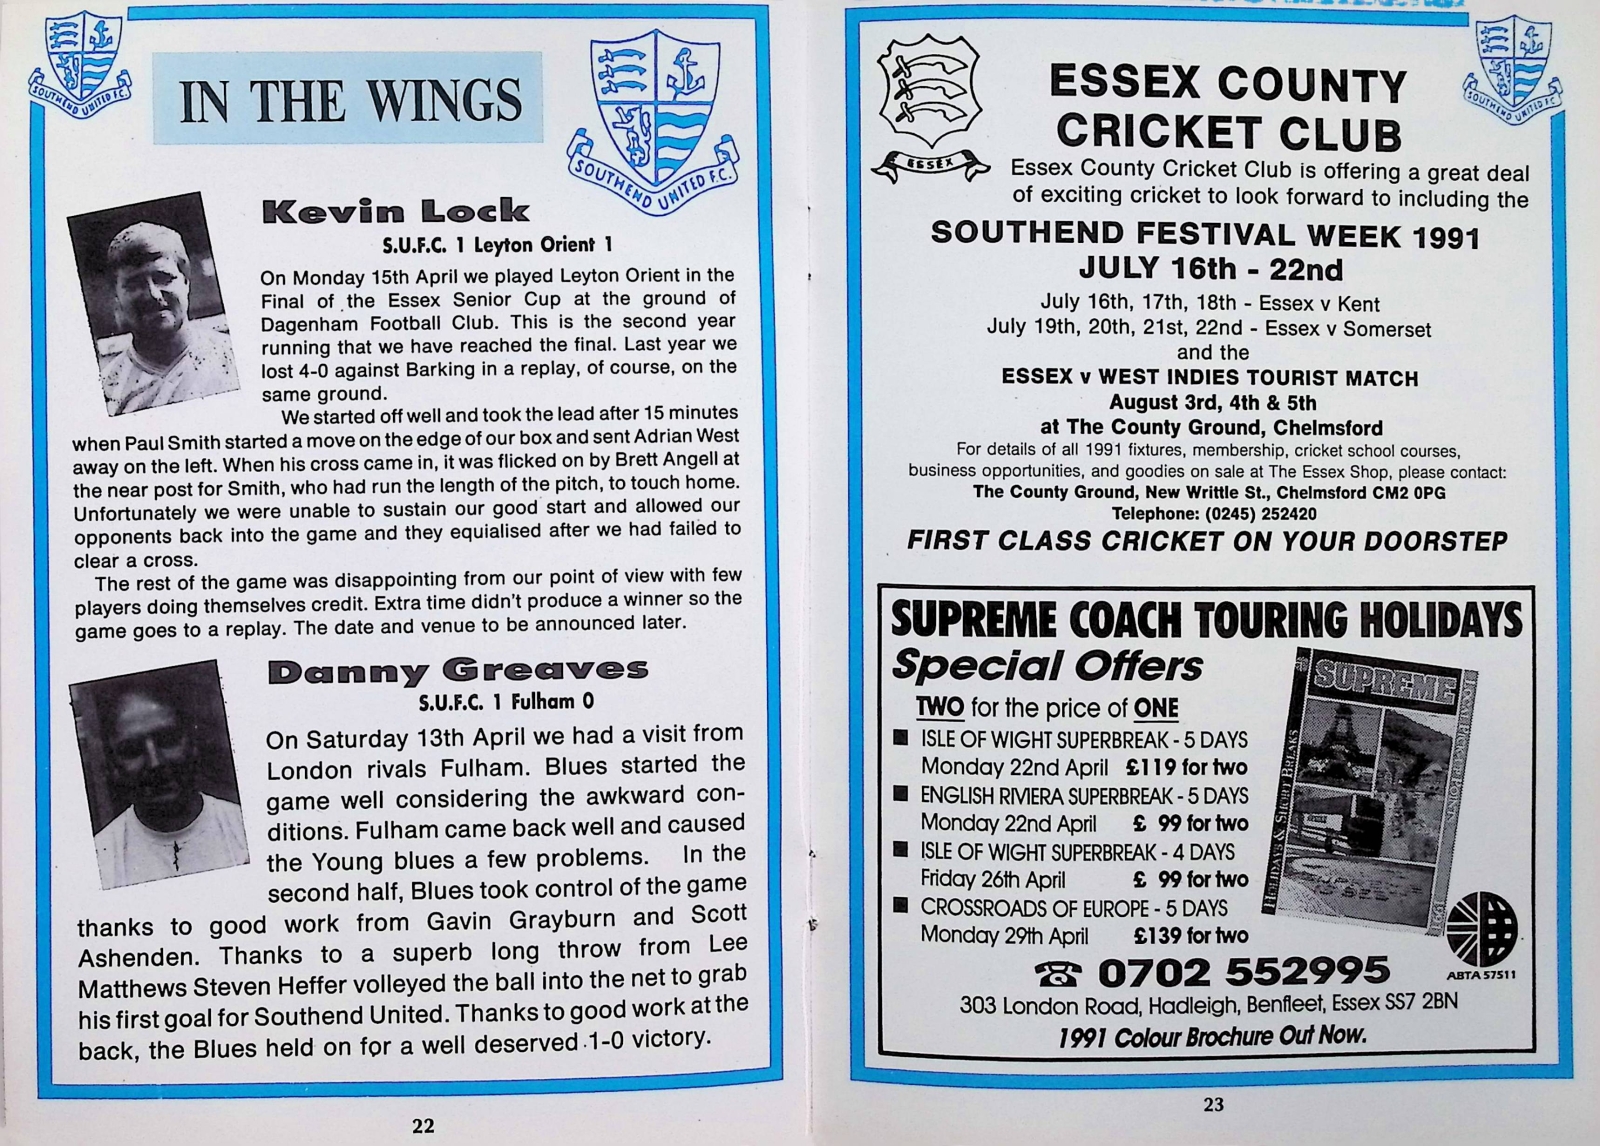 SOUTHEND UNITED F.C.
IN THE WINGS
SOUTHEND UNITED F.C.
Kevin Lock
S.U.F.C. 1 Leyton Orient 1
On Monday 15th April we played Leyton Orient in the
Final of the Essex Senior Cup at the ground of
Dagenham Football Club. This is the second year
running that we have reached the final. Last year we
lost 4-0 against Barking in a replay, of course, on the
same ground.
We started off well and took the lead after 15 minutes
when Paul Smith started a move on the edge of our box and sent Adrian West
away on the left. When his cross came in, it was flicked on by Brett Angell at
the near post for Smith, who had run the length of the pitch, to touch home.
Unfortunately we were unable to sustain our good start and allowed our
opponents back into the game and they equialised after we had failed to
clear a cross.
The rest of the game was disappointing from our point of view with few
players doing themselves credit. Extra time didn't produce a winner so the
game goes to a replay. The date and venue to be announced later.
Danny Greaves
S.U.F.C. 1 Fulham 0
On Saturday 13th April we had a visit from
London rivals Fulham. Blues started the
game well considering the awkward con-
ditions. Fulham came back well and caused
the Young blues a few problems. In the
second half, Blues took control of the game
thanks to good work from Gavin Grayburn and Scott
Ashenden. Thanks to a superb long throw from Lee
Matthews Steven Heffer volleyed the ball into the net to grab
his first goal for Southend United. Thanks to good work at the
back, the Blues held on for a well deserved 1-0 victory.
22
SOUTHEND UNITED F.C.
ESSEX
ESSEX COUNTY
CRICKET CLUB
Essex County Cricket Club is offering a great deal
of exciting cricket to look forward to including the
SOUTHEND FESTIVAL WEEK 1991
JULY 16th - 22nd
July 16th, 17th, 18th - Essex v Kent
July 19th, 20th, 21st, 22nd - Essex v Somerset
and the
ESSEX v WEST INDIES TOURIST MATCH
August 3rd, 4th & 5th
at The County Ground, Chelmsford
For details of all 1991 fixtures, membership, cricket school courses,
business opportunities, and goodies on sale at The Essex Shop, please contact:
The County Ground, New Writtle St., Chelmsford CM2 0PG
Telephone: (0245) 252420
FIRST CLASS CRICKET ON YOUR DOORSTEP
SUPREME COACH TOURING HOLIDAYS
Special Offers
TWO for the price of ONE
ISLE OF WIGHT SUPERBREAK - 5 DAYS
Monday 22nd April £119 for two
ENGLISH RIVIERA SUPERBREAK - 5 DAYS
Monday 22nd April £ 99 for two
ISLE OF WIGHT SUPERBREAK - 4 DAYS
Friday 26th April £ 99 for two
CROSSROADS OF EUROPE - 5 DAYS
Monday 29th April £139 for two
SUPREME
HOLIDAYS & SHORT BREAKS
1991
ABTA 57511
☎ 0702 552995
303 London Road, Hadleigh, Benfleet, Essex SS7 2BN
1991 Colour Brochure Out Now.
23